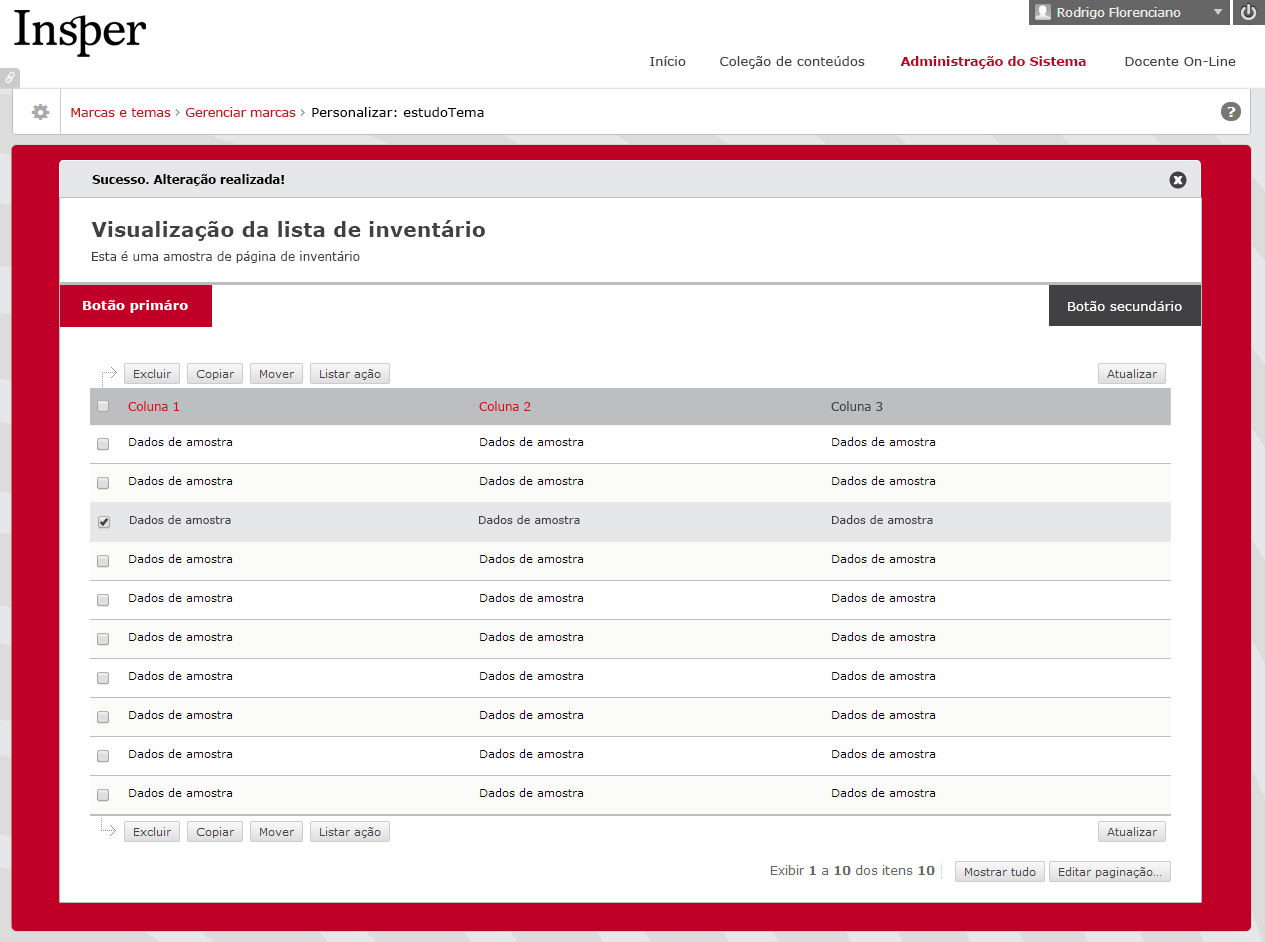 Insper
Rodrigo Florenciano
Início Coleção de conteúdos Administração do Sistema Docente On-Line
Marcas e temas › Gerenciar marcas › Personalizar: estudoTema
?
Sucesso. Alteração realizada!
Visualização da lista de inventário
Esta é uma amostra de página de inventário
Botão primáro Botão secundário
Excluir Copiar Mover Listar ação Atualizar
Coluna 1 Coluna 2 Coluna 3
Dados de amostra Dados de amostra Dados de amostra
Dados de amostra Dados de amostra Dados de amostra
Dados de amostra Dados de amostra Dados de amostra
Dados de amostra Dados de amostra Dados de amostra
Dados de amostra Dados de amostra Dados de amostra
Dados de amostra Dados de amostra Dados de amostra
Dados de amostra Dados de amostra Dados de amostra
Dados de amostra Dados de amostra Dados de amostra
Dados de amostra Dados de amostra Dados de amostra
Dados de amostra Dados de amostra Dados de amostra
Excluir Copiar Mover Listar ação Atualizar
Exibir 1 a 10 dos itens 10 Mostrar tudo Editar paginação...